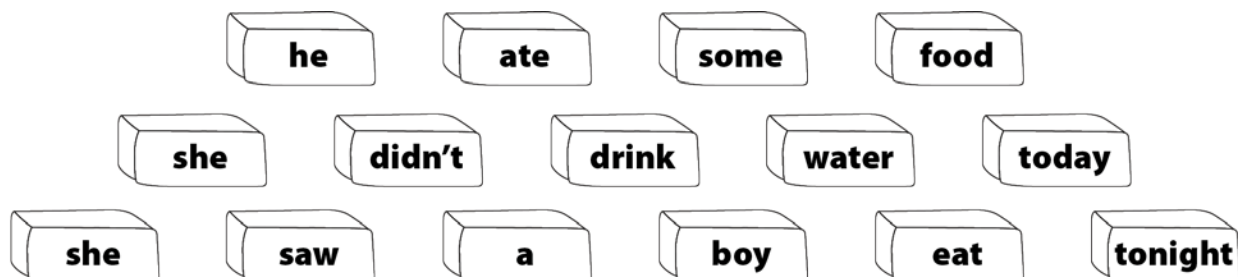 he ate some food
she didn’t drink water today
she saw a boy eat tonight